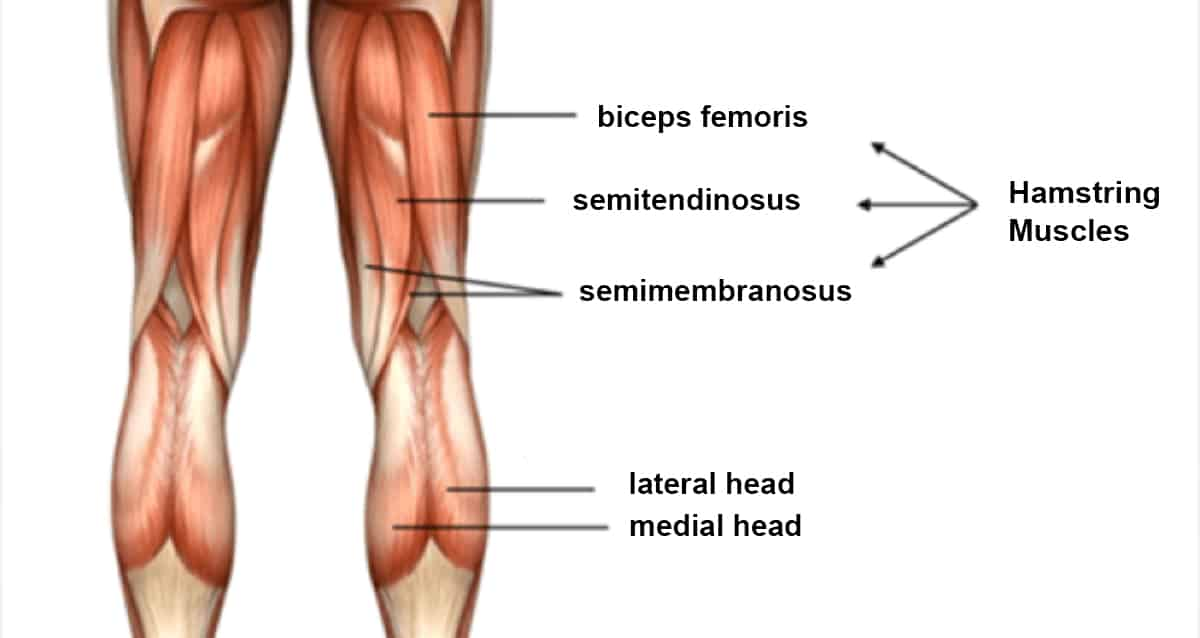 biceps femoris
semitendinosus
Hamstring
Muscles
semimembranosus
lateral head
medial head